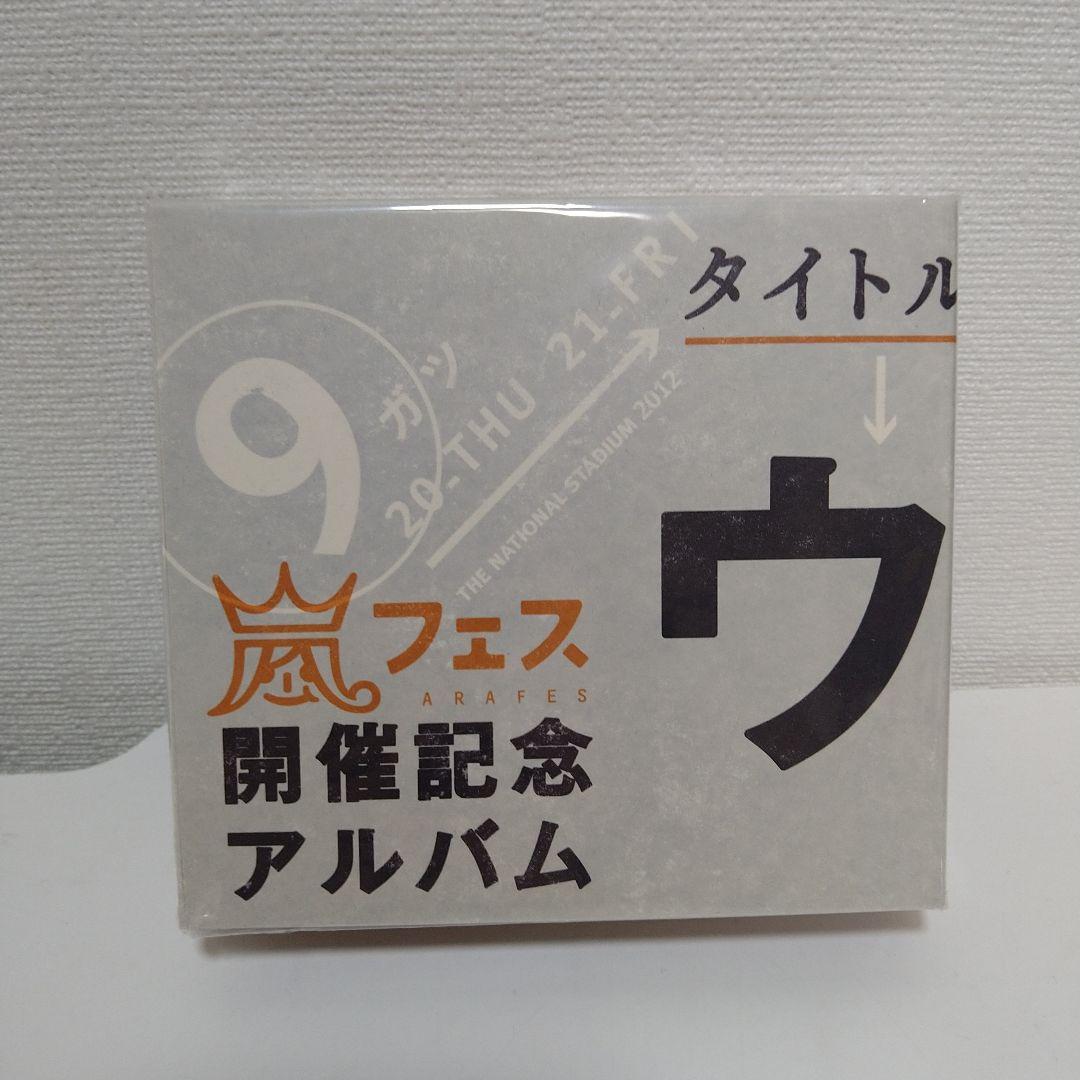 9
ガツ
20-THU 21-FRI
THE NATIONAL STADIUM 2012
タイトル
ウ
嵐フェス
ARAFES
開催記念
アルバム